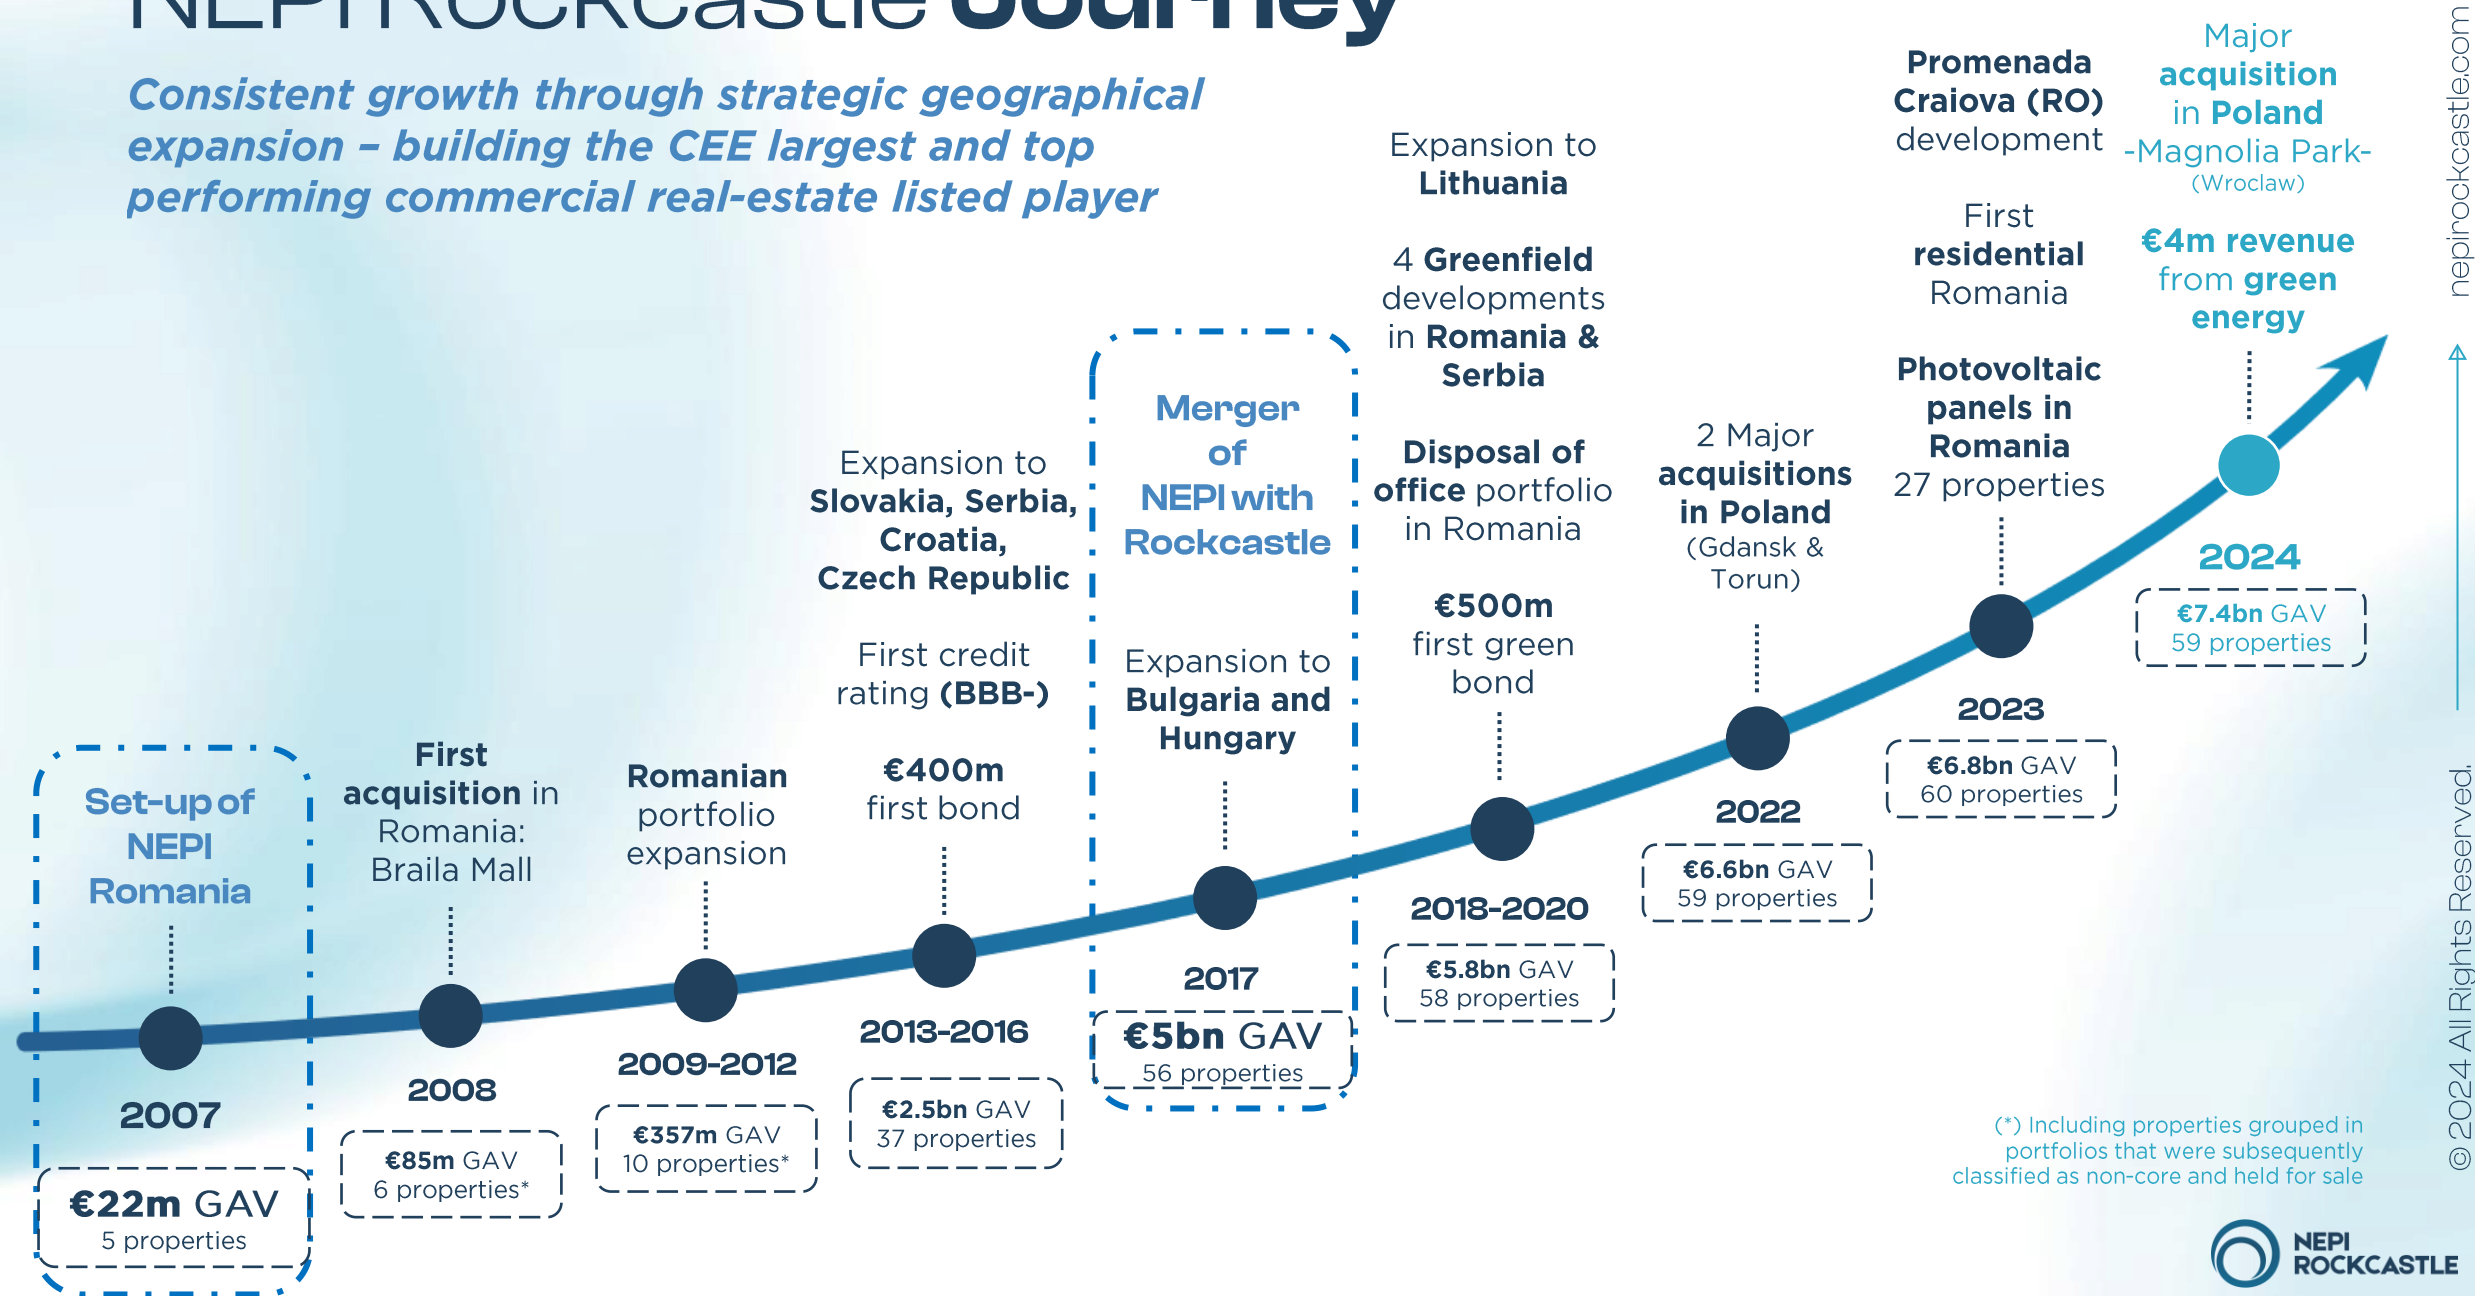 NEPI Rockcastle Journey
Consistent growth through strategic geographical
expansion – building the CEE largest and top
performing commercial real-estate listed player
Set-up of
NEPI
Romania
2007
€22m GAV
5 properties
First
acquisition in
Romania:
Braila Mall
2008
€85m GAV
6 properties*
Romanian
portfolio
expansion
2009-2012
€357m GAV
10 properties*
Expansion to
Slovakia, Serbia,
Croatia,
Czech Republic
First credit
rating (BBB-)
€400m
first bond
2013-2016
€2.5bn GAV
37 properties
Merger
of
NEPI with
Rockcastle
Expansion to
Bulgaria and
Hungary
2017
€5bn GAV
56 properties
Expansion to
Lithuania
4 Greenfield
developments
in Romania &
Serbia
Disposal of
office portfolio
in Romania
€500m
first green
bond
2018-2020
€5.8bn GAV
58 properties
2 Major
acquisitions
in Poland
(Gdansk &
Torun)
2022
€6.6bn GAV
59 properties
Promenada
Craiova (RO)
development
First
residential
Romania
Photovoltaic
panels in
Romania
27 properties
2023
€6.8bn GAV
60 properties
Major
acquisition
in Poland
-Magnolia Park-
(Wroclaw)
€4m revenue
from green
energy
2024
€7.4bn GAV
59 properties
(*) Including properties grouped in
portfolios that were subsequently
classified as non-core and held for sale
NEPI
ROCKCASTLE
©2024 All Rights Reserved.
nepirockcastle.com